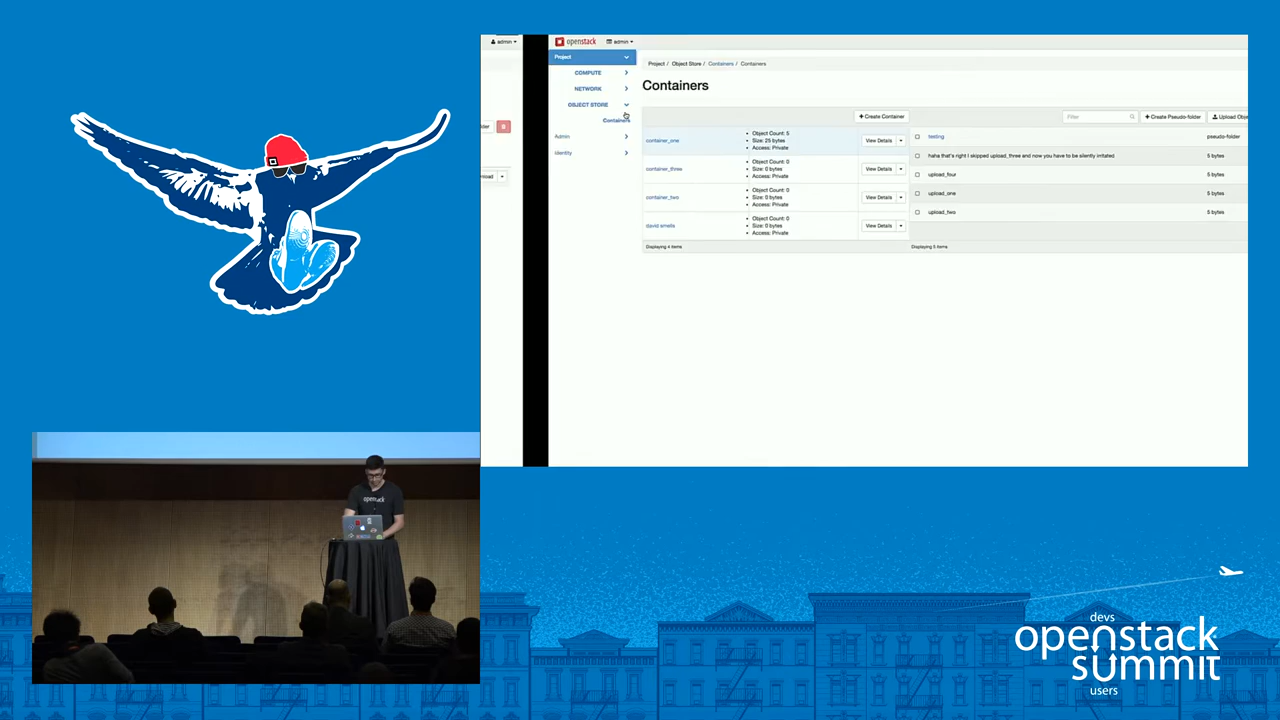 admin
openstack admin
Project
Project / Object Store / Containers / Containers
COMPUTE
NETWORK
OBJECT STORE
Containers
Admin
Identity
Containers
+ Create Container
Filter
+ Create Pseudo-folder
Upload Obje
container_one
Object Count: 5
Size: 25 bytes
Access: Private
View Details
container_three
Object Count: 0
Size: 0 bytes
Access: Private
View Details
container_two
Object Count: 0
Size: 0 bytes
Access: Private
View Details
david smells
Object Count: 0
Size: 0 bytes
Access: Private
View Details
Displaying 4 items
testing pseudo-folder
haha that's right I skipped upload_three and now you have to be silently irritated 5 bytes
upload_four 5 bytes
upload_one 5 bytes
upload_two 5 bytes
Displaying 5 items
openstack
devs
openstack
summit
users